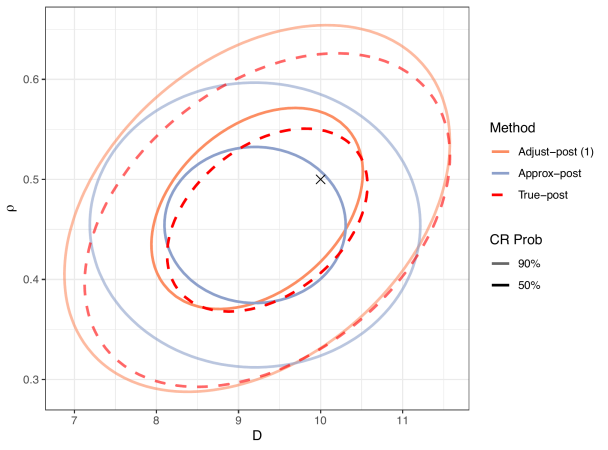 0.6
0.5
0.4
0.3
ρ
7
8
9
10
11
D
Method
Adjust−post (1)
Approx−post
True−post
CR Prob
90%
50%